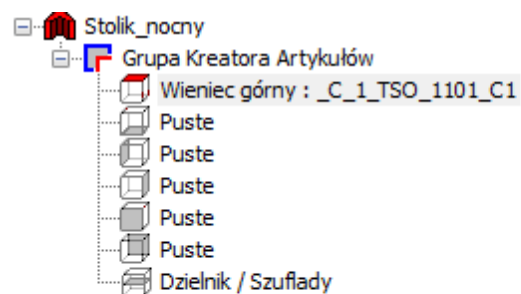 Stolik_nocny
Grupa Kreatora Artykułów
Wieniec górny : _C_1_TSO_1101_C1
Puste
Puste
Puste
Puste
Puste
Dzielnik / Szuflady